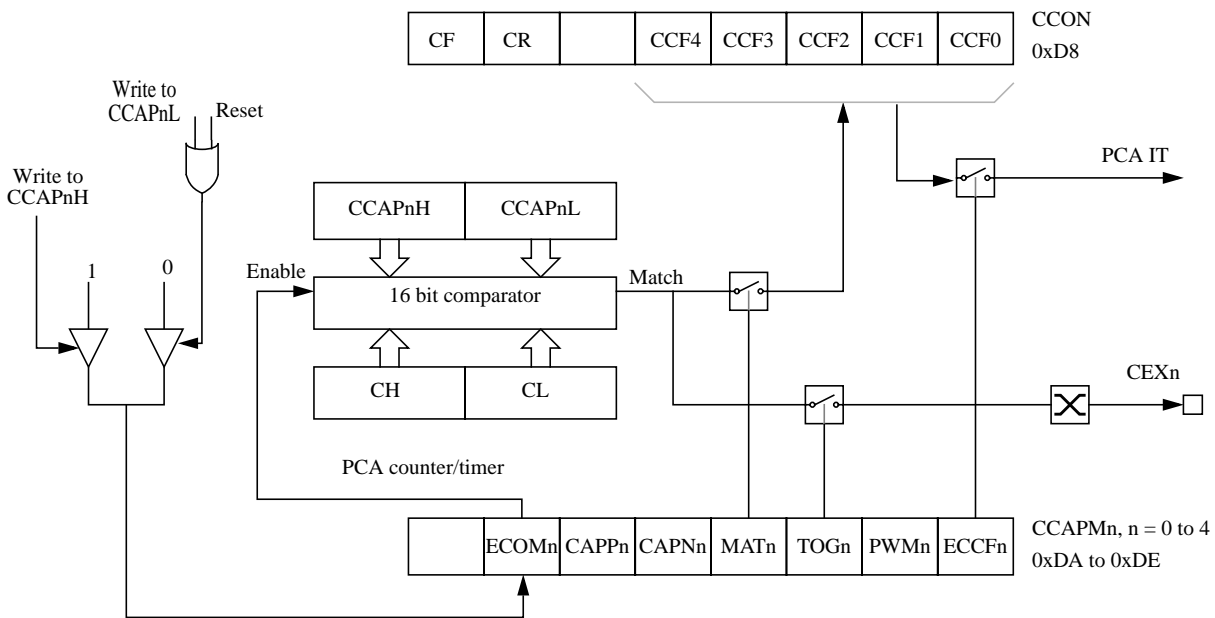 CF CR CCF4 CCF3 CCF2 CCF1 CCF0
CCON
0xD8
Write to
CCAPnL
Reset
PCA IT
Write to
CCAPnH
CCAPnH CCAPnL
1
0
Enable
16 bit comparator
Match
CH CL
CEXn
PCA counter/timer
ECOMn CAPPn CAPNn MATn TOGn PWMn ECCFn
CCAPMn, n = 0 to 4
0xDA to 0xDE